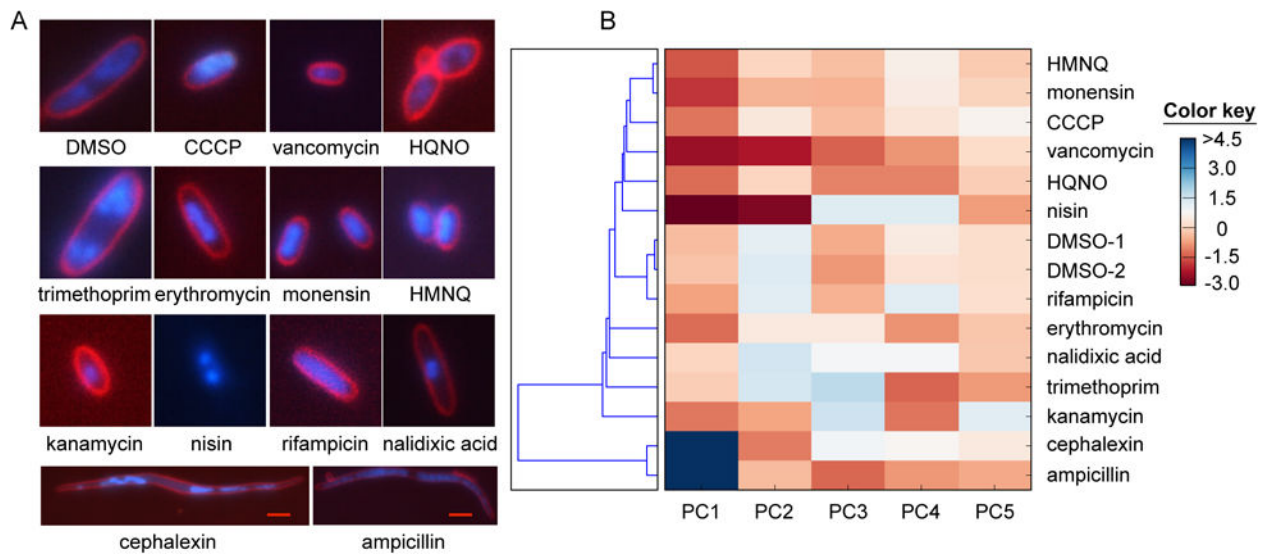 A
DMSO CCCP vancomycin HQNO
trimethoprim erythromycin monensin HMNQ
kanamycin nisin rifampicin nalidixic acid
cephalexin ampicillin
B
HMNQ
monensin
CCCP
vancomycin
HQNO
nisin
DMSO-1
DMSO-2
rifampicin
erythromycin
nalidixic acid
trimethoprim
kanamycin
cephalexin
ampicillin
PC1 PC2 PC3 PC4 PC5
Color key
>4.5
1.5
0
-1.5
-3.0